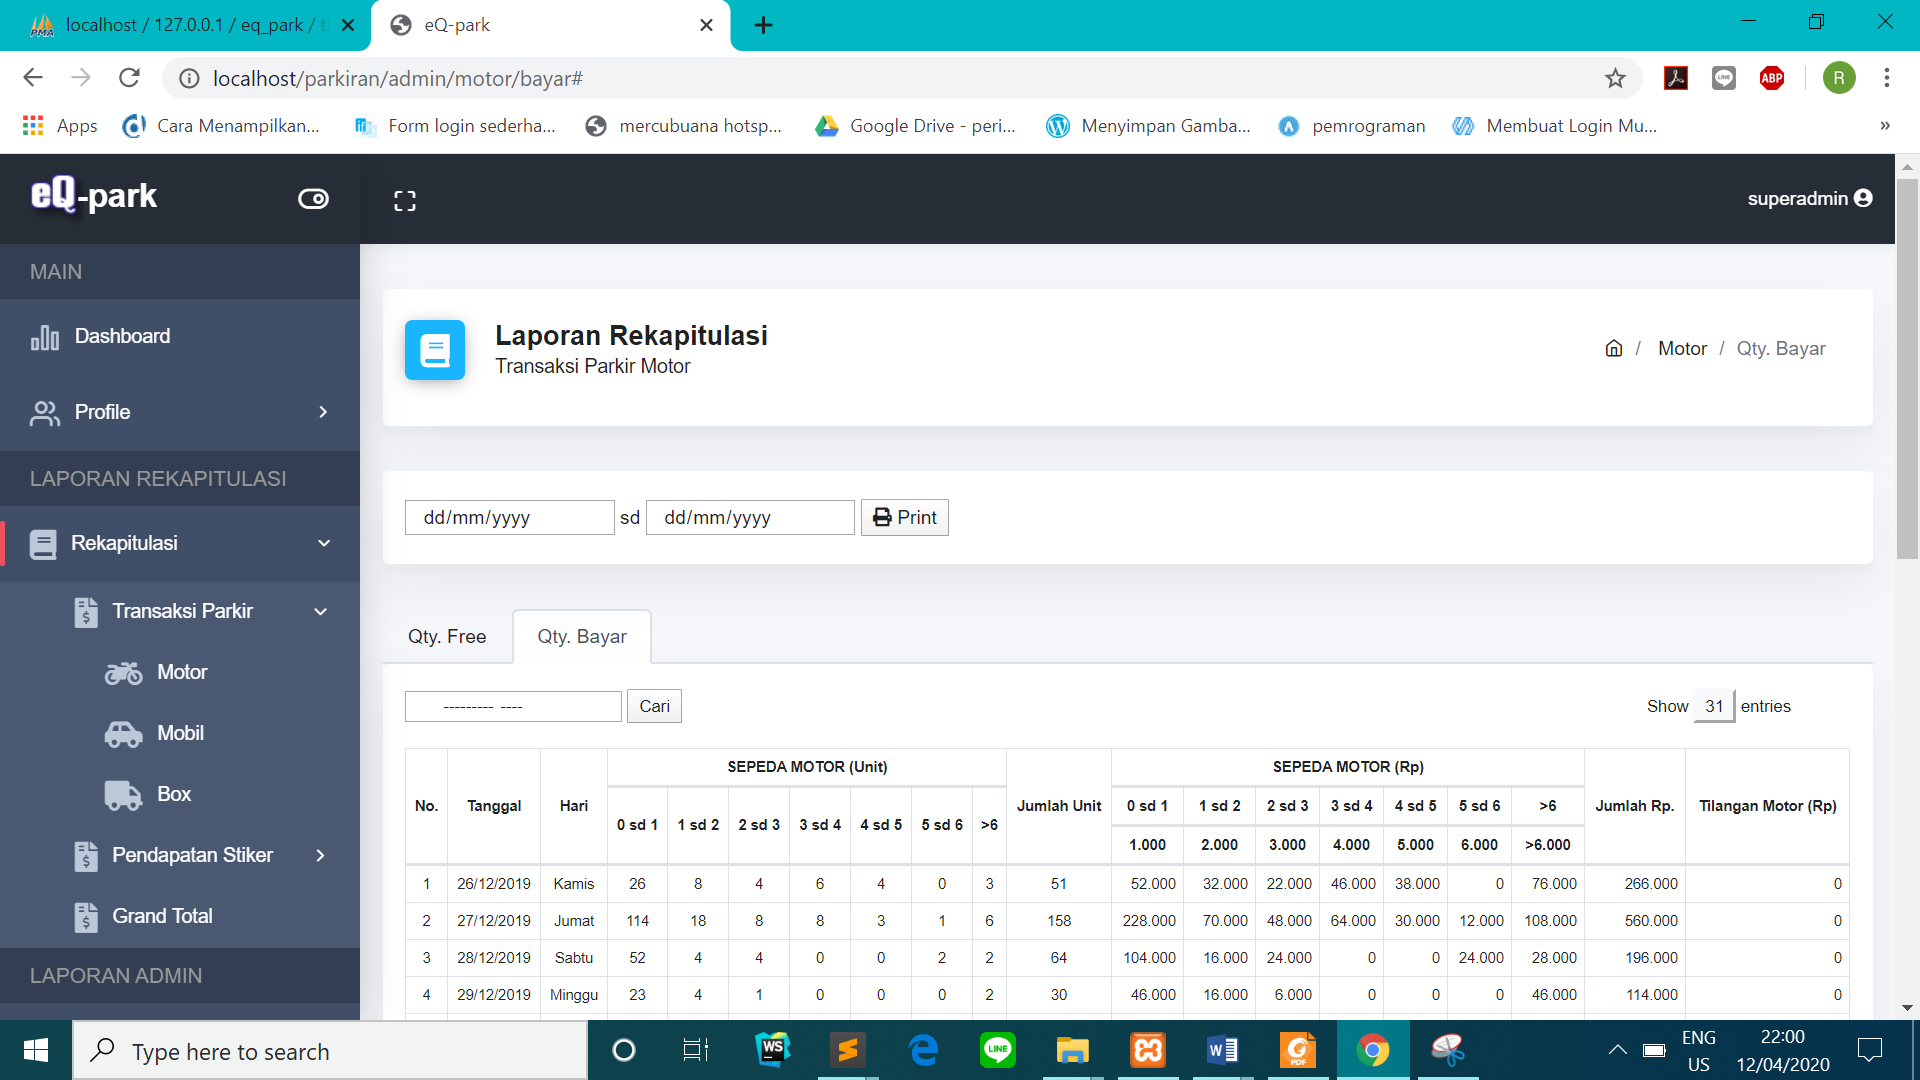 localhost / 127.0.0.1 / eq_park / t
eQ-park
localhost/parkiran/admin/motor/bayar#
ABP
R
Apps
Cara Menampilkan...
Form login sederha...
mercubuana hotsp...
Google Drive - peri...
Menyimpan Gamba...
pemrograman
Membuat Login Mu...
»
eQ-park
superadmin
MAIN
Dashboard
Profile
LAPORAN REKAPITULASI
Rekapitulasi
Transaksi Parkir
Motor
Mobil
Box
Pendapatan Stiker
Grand Total
LAPORAN ADMIN
Laporan Rekapitulasi
Transaksi Parkir Motor
/ Motor / Qty. Bayar
dd/mm/yyyy sd dd/mm/yyyy Print
Qty. Free Qty. Bayar
--------- ---- Cari
Show 31 entries
No. Tanggal Hari SEPEDA MOTOR (Unit) Jumlah Unit SEPEDA MOTOR (Rp) Jumlah Rp. Tilangan Motor (Rp)
0 sd 1 1 sd 2 2 sd 3 3 sd 4 4 sd 5 5 sd 6 >6 0 sd 1 1 sd 2 2 sd 3 3 sd 4 4 sd 5 5 sd 6 >6
1.000 2.000 3.000 4.000 5.000 6.000 >6.000
1 26/12/2019 Kamis 26 8 4 6 4 0 3 51 52.000 32.000 22.000 46.000 38.000 0 76.000 266.000 0
2 27/12/2019 Jumat 114 18 8 8 3 1 6 158 228.000 70.000 48.000 64.000 30.000 12.000 108.000 560.000 0
3 28/12/2019 Sabtu 52 4 4 0 0 2 2 64 104.000 16.000 24.000 0 0 24.000 28.000 196.000 0
4 29/12/2019 Minggu 23 4 1 0 0 0 2 30 46.000 16.000 6.000 0 0 0 46.000 114.000 0
Type here to search
WS
LINE
W
PDF
ENG
US
22:00
12/04/2020